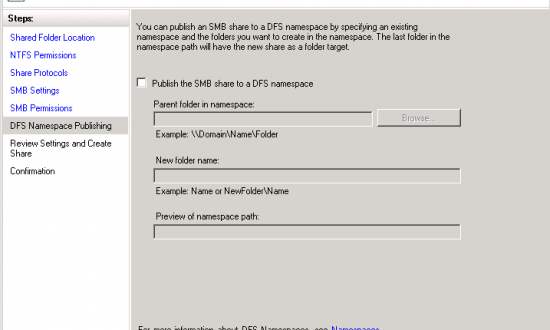 Steps:
Shared Folder Location
NTFS Permissions
Share Protocols
SMB Settings
SMB Permissions
DFS Namespace Publishing
Review Settings and Create
Share
Confirmation
You can publish an SMB share to a DFS namespace by specifying an existing
namespace and the folders you want to create in the namespace. The last folder in the
namespace path will have the new share as a folder target.
Publish the SMB share to a DFS namespace
Parent folder in namespace:
Browse...
Example: \\Domain\Name\Folder
New folder name:
Example: Name or NewFolder\Name
Preview of namespace path:
For more information about DFS Namespaces, see Namespaces